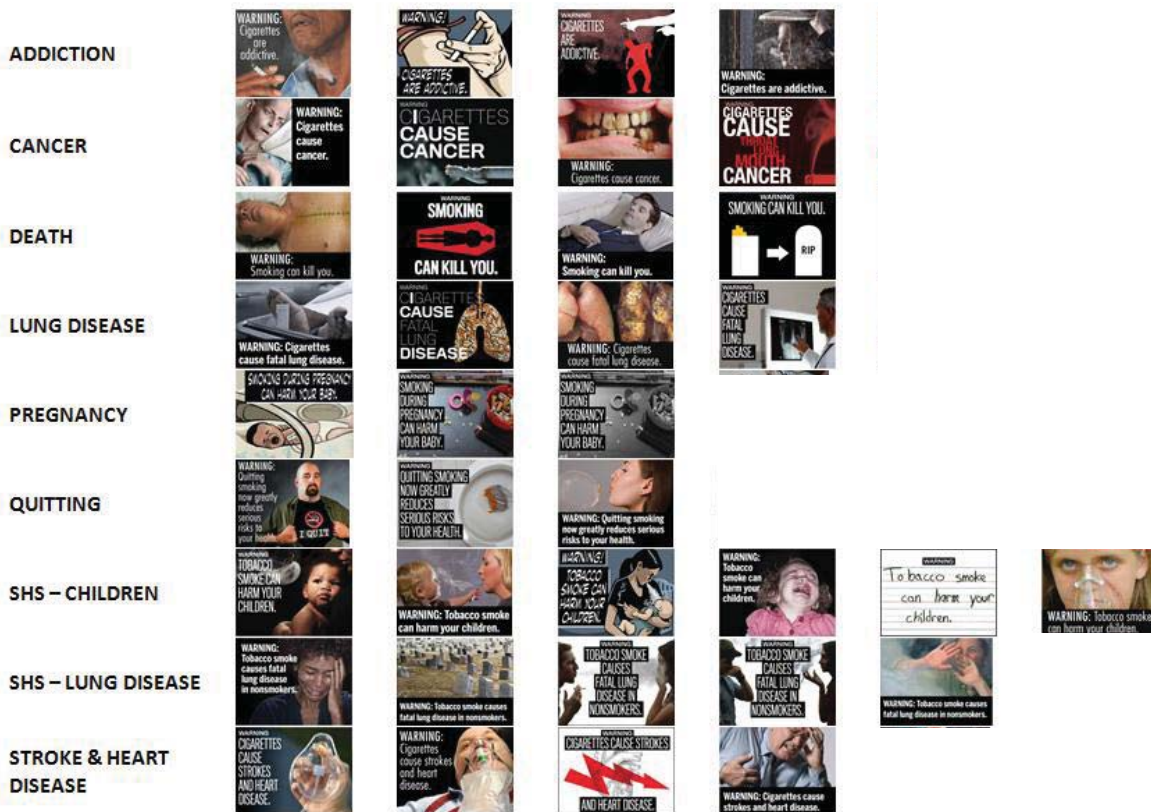 ADDICTION
WARNING:
Cigarettes
are
addictive.
WARNING!
CIGARETTES
ARE ADDICTIVE.
WARNING
CIGARETTES
ARE
ADDICTIVE.
WARNING:
Cigarettes are addictive.
CANCER
WARNING:
Cigarettes
cause
cancer.
WARNING
CIGARETTES
CAUSE
CANCER
WARNING:
Cigarettes cause cancer.
WARNING
CIGARETTES
CAUSE
THROAT
LUNG
MOUTH
CANCER
DEATH
WARNING:
Smoking can kill you.
WARNING
SMOKING
CAN KILL YOU.
WARNING:
Smoking can kill you.
WARNING
SMOKING CAN KILL YOU.
RIP
LUNG DISEASE
WARNING: Cigarettes
cause fatal lung disease.
WARNING
CIGARETTES
CAUSE
FATAL
LUNG
DISEASE
WARNING: Cigarettes
cause fatal lung disease.
WARNING
CIGARETTES
CAUSE
FATAL
LUNG
DISEASE.
PREGNANCY
SMOKING DURING PREGNANCY
CAN HARM YOUR BABY.
WARNING
SMOKING
DURING
PREGNANCY
CAN HARM
YOUR BABY.
WARNING
SMOKING
DURING
PREGNANCY
CAN HARM
YOUR BABY.
QUITTING
WARNING:
Quitting
smoking
now greatly
reduces
serious
risks to
your health.
I QUIT
WARNING
QUITTING SMOKING
NOW GREATLY
REDUCES
SERIOUS RISKS
TO YOUR HEALTH.
WARNING: Quitting smoking
now greatly reduces serious
risks to your health.
SHS – CHILDREN
WARNING
TOBACCO
SMOKE CAN
HARM YOUR
CHILDREN.
WARNING: Tobacco smoke
can harm your children.
WARNING!
TOBACCO
SMOKE CAN
HARM YOUR
CHILDREN.
WARNING:
Tobacco
smoke can
harm your
children.
WARNING
Tobacco smoke
can harm your
children.
WARNING: Tobacco smoke
can harm your children.
SHS – LUNG DISEASE
WARNING:
Tobacco smoke
causes fatal
lung disease
in nonsmokers.
WARNING: Tobacco smoke causes
fatal lung disease in nonsmokers.
WARNING
TOBACCO SMOKE
CAUSES
FATAL LUNG
DISEASE IN
NONSMOKERS.
WARNING
TOBACCO SMOKE
CAUSES
FATAL LUNG
DISEASE IN
NONSMOKERS.
WARNING: Tobacco smoke causes
fatal lung disease in nonsmokers.
STROKE & HEART
DISEASE
WARNING
CIGARETTES
CAUSE
STROKES
AND HEART
DISEASE.
WARNING:
Cigarettes
cause strokes
and heart
disease.
WARNING
CIGARETTES CAUSE STROKES
AND HEART DISEASE.
WARNING: Cigarettes cause
strokes and heart disease.